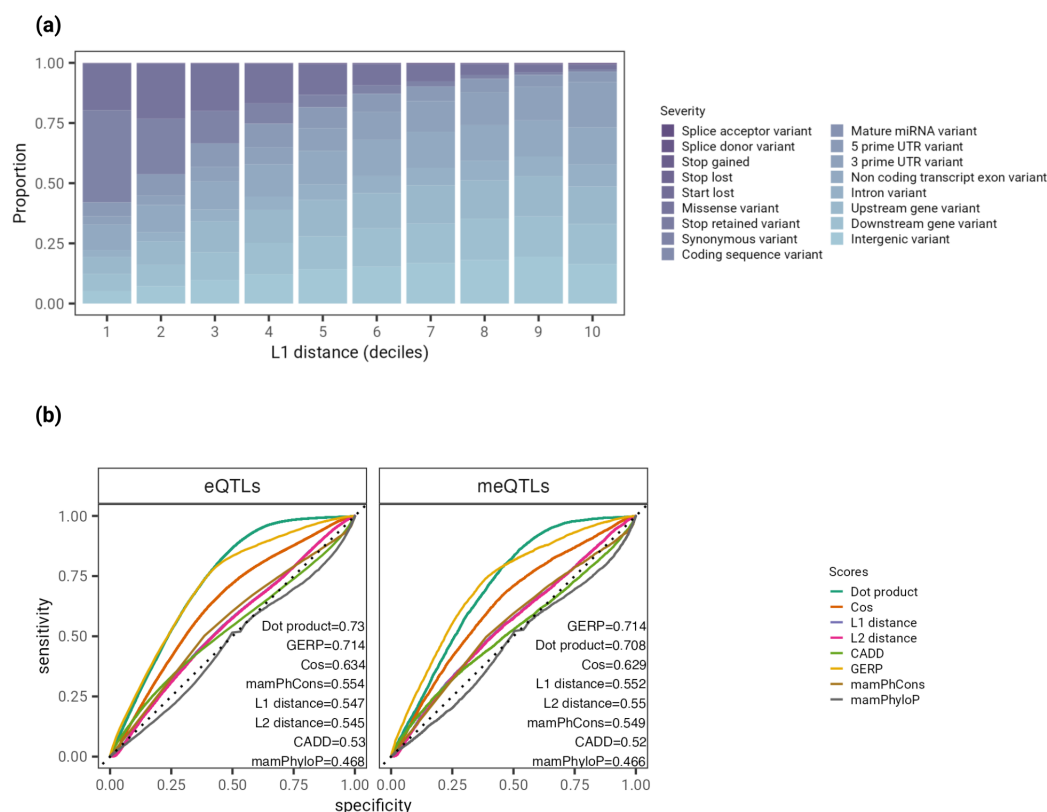 (a)
1.00
0.75
0.50
0.25
0.00
Proportion
1 2 3 4 5 6 7 8 9 10
L1 distance (deciles)
Severity
Splice acceptor variant
Splice donor variant
Stop gained
Stop lost
Start lost
Missense variant
Stop retained variant
Synonymous variant
Coding sequence variant
Mature miRNA variant
5 prime UTR variant
3 prime UTR variant
Non coding transcript exon variant
Intron variant
Upstream gene variant
Downstream gene variant
Intergenic variant
(b)
eQTLs
meQTLs
1.00
0.75
0.50
0.25
0.00
sensitivity
Dot product=0.73
GERP=0.714
Cos=0.634
mamPhCons=0.554
L1 distance=0.547
L2 distance=0.545
CADD=0.53
mamPhyloP=0.468
GERP=0.714
Dot product=0.708
Cos=0.629
L1 distance=0.552
L2 distance=0.55
mamPhCons=0.549
CADD=0.52
mamPhyloP=0.466
0.00 0.25 0.50 0.75 1.00
0.00 0.25 0.50 0.75 1.00
specificity
Scores
Dot product
Cos
L1 distance
L2 distance
CADD
GERP
mamPhCons
mamPhyloP